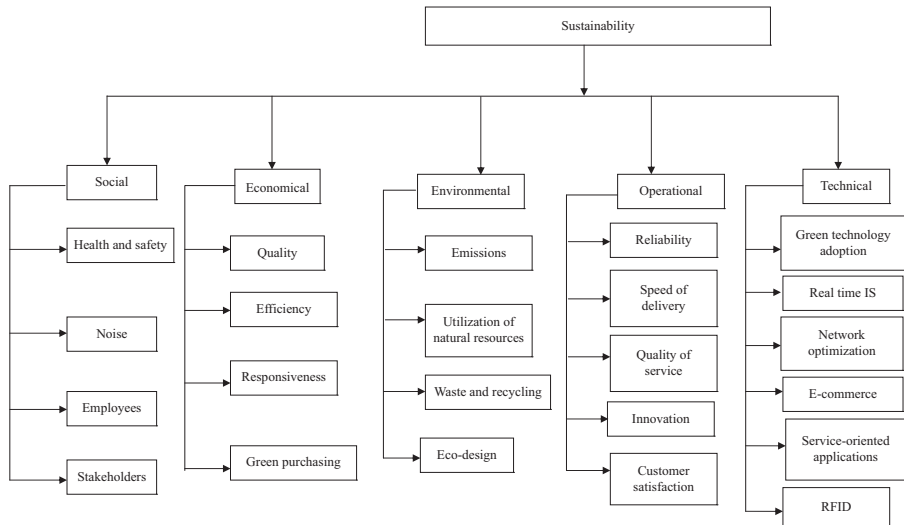 Sustainability
Social
Economical
Environmental
Operational
Technical
Health and safety
Noise
Employees
Stakeholders
Quality
Efficiency
Responsiveness
Green purchasing
Emissions
Utilization of
natural resources
Waste and recycling
Eco-design
Reliability
Speed of
delivery
Quality of
service
Innovation
Customer
satisfaction
Green technology
adoption
Real time IS
Network
optimization
E-commerce
Service-oriented
applications
RFID